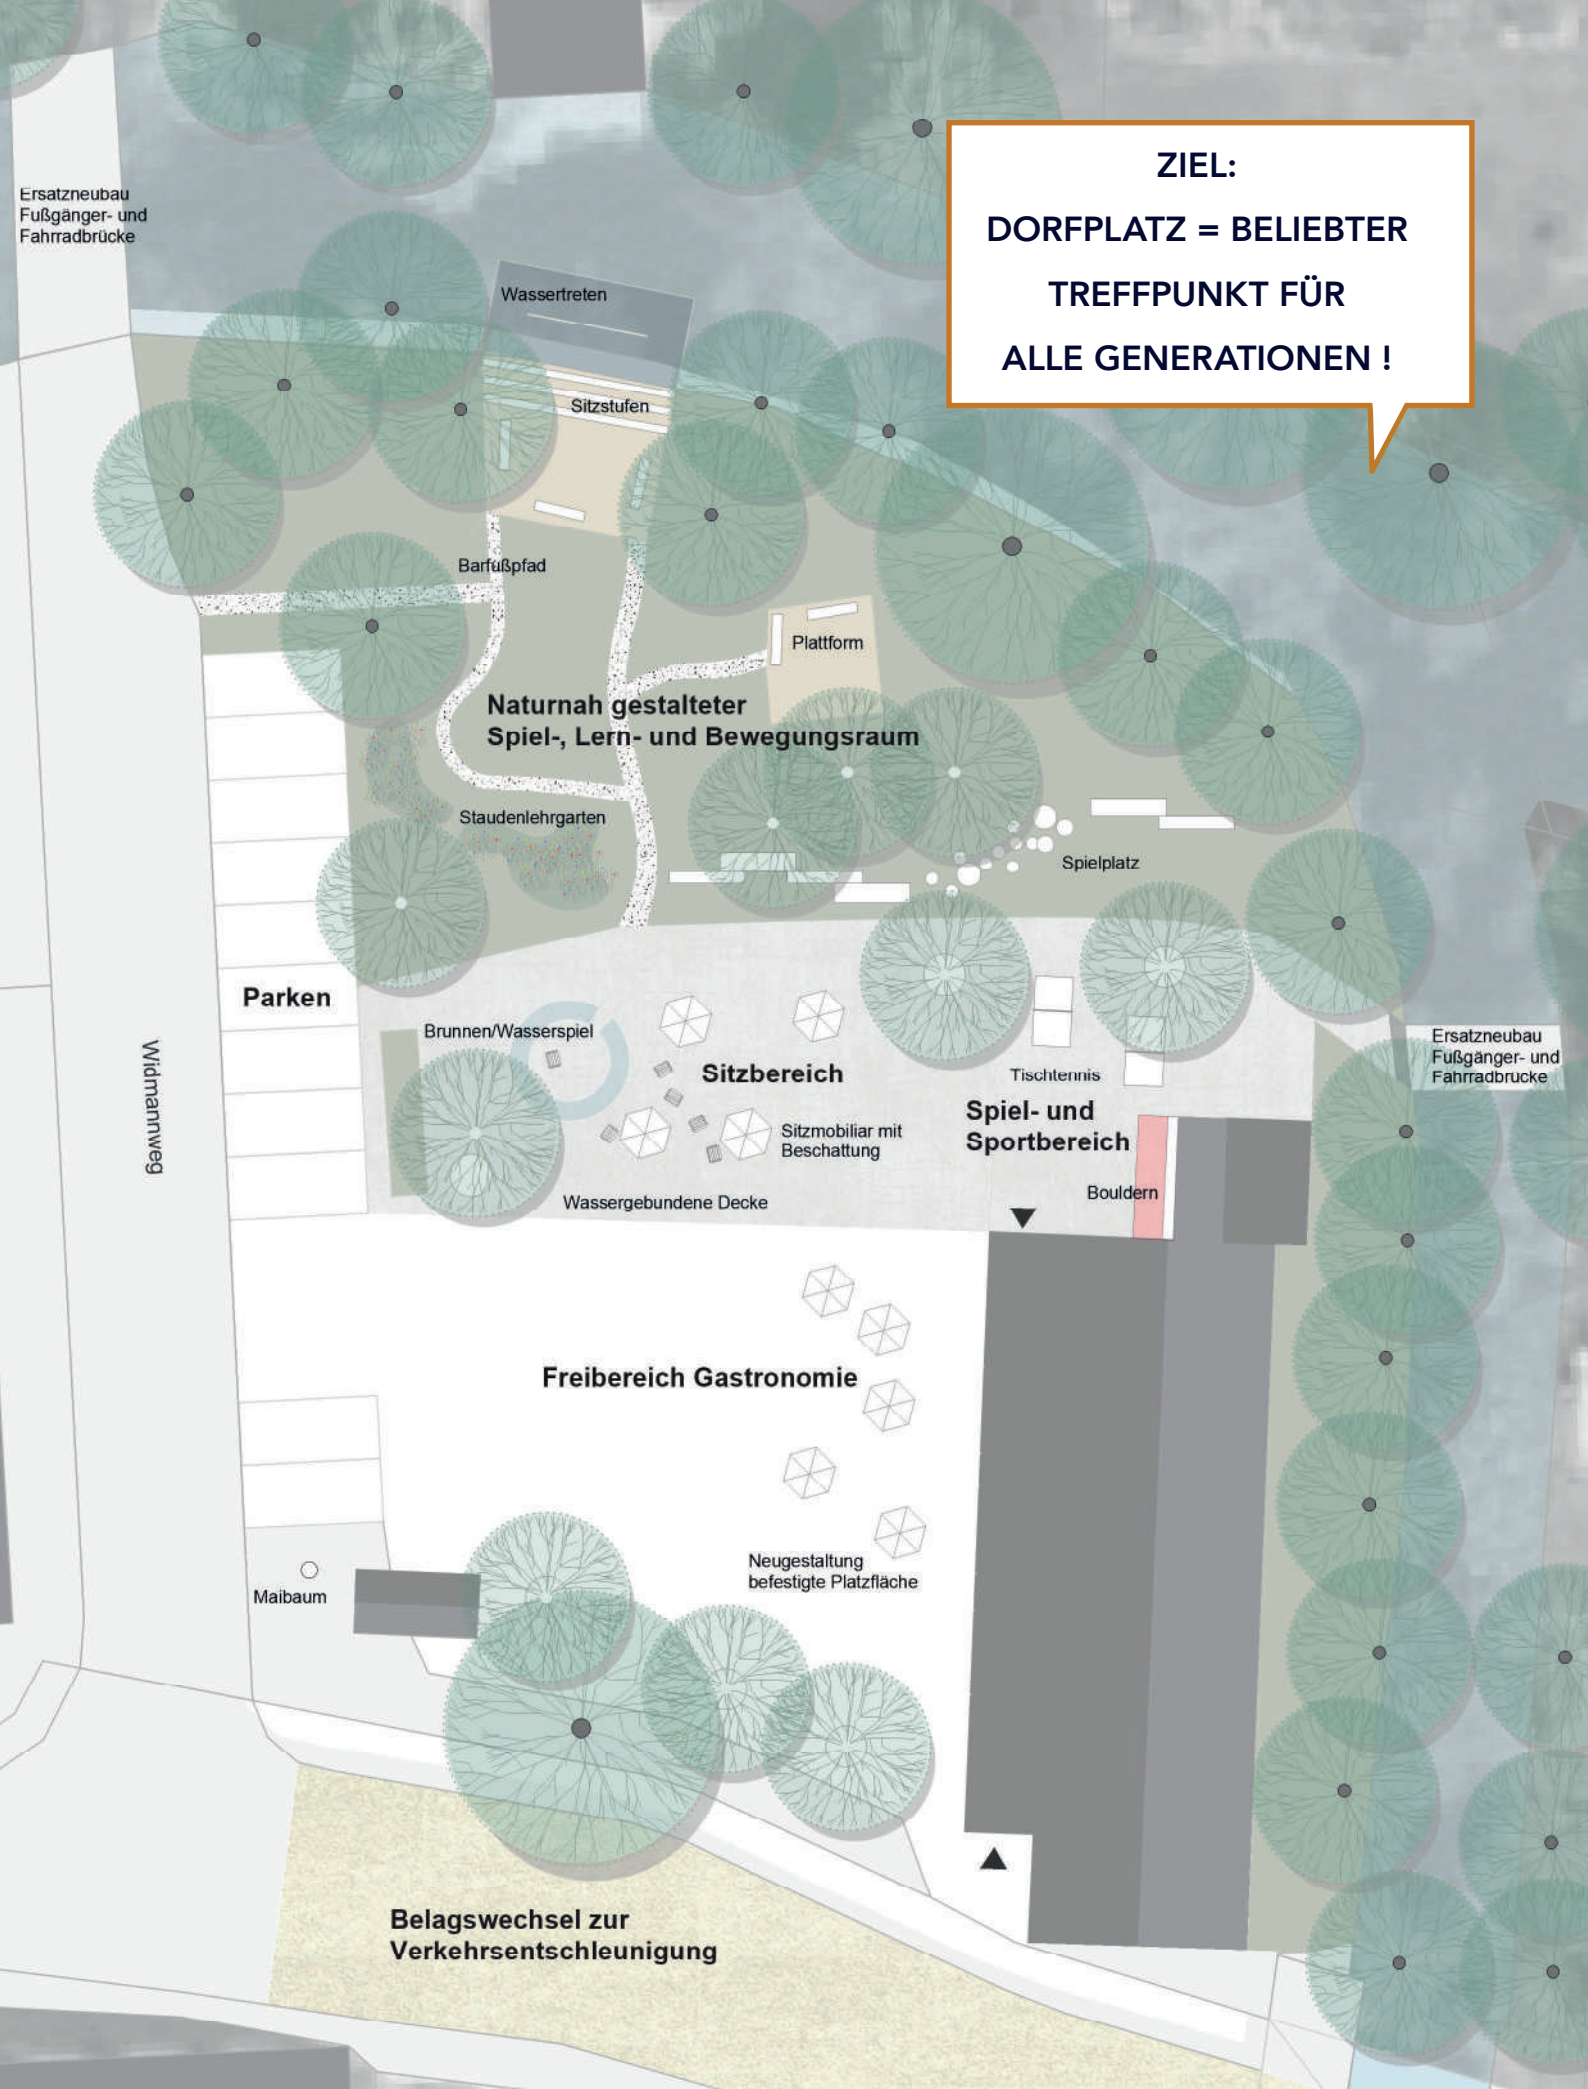 ZIEL:
DORFPLATZ = BELIEBTER
TREFFPUNKT FÜR
ALLE GENERATIONEN !
Ersatzneubau
Fußgänger- und
Fahrradbrücke
Wassertreten
Sitzstufen
Barfußpfad
Plattform
Naturnah gestalteter
Spiel-, Lern- und Bewegungsraum
Staudenlehrgarten
Spielplatz
Parken
Brunnen/Wasserspiel
Sitzbereich
Tischtennis
Ersatzneubau
Fußgänger- und
Fahrradbrücke
Widmannweg
Spiel- und
Sportbereich
Sitzmobiliar mit
Beschattung
Bouldern
Wassergebundene Decke
Freibereich Gastronomie
Neugestaltung
befestigte Platzfläche
Maibaum
Belagswechsel zur
Verkehrsentschleunigung